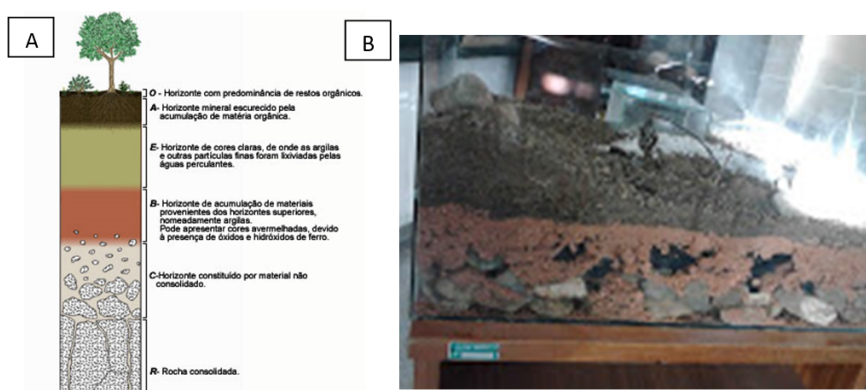 A
B
O - Horizonte com predominância de restos orgânicos.
A- Horizonte mineral escurecido pela
acumulação de matéria orgânica.
E- Horizonte de cores claras, de onde as argilas
e outras partículas finas foram lixiviadas pelas
águas perculantes.
B- Horizonte de acumulação de materiais
provenientes dos horizontes superiores,
nomeadamente argilas.
Pode apresentar cores avermelhadas, devido
à presença de óxidos e hidróxidos de ferro.
C-Horizonte constituído por material não
consolidado.
R- Rocha consolidada.